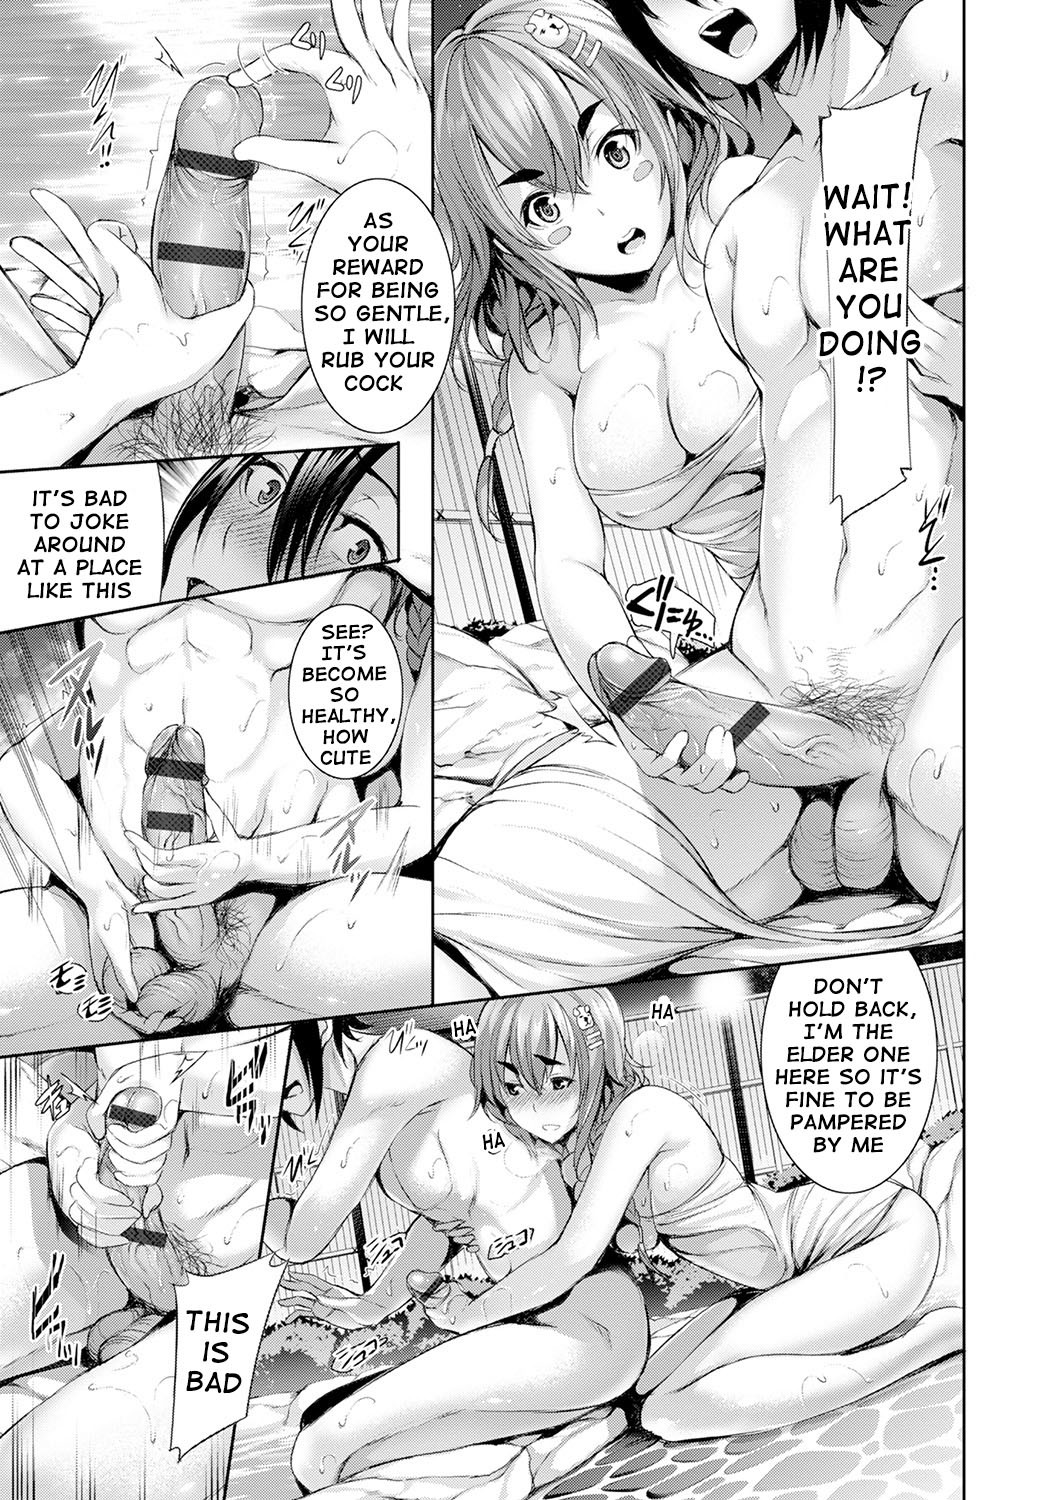 WAIT!
WHAT
ARE
YOU
DOING
!?
AS
YOUR
REWARD
FOR BEING
SO GENTLE,
I WILL
RUB YOUR
COCK
IT'S BAD
TO JOKE
AROUND
AT A PLACE
LIKE THIS
SEE?
IT'S
BECOME
SO
HEALTHY,
HOW
CUTE
DON'T
HOLD BACK,
I'M THE
ELDER ONE
HERE SO IT'S
FINE TO BE
PAMPERED
BY ME
HA
HA
HA
THIS
IS
BAD